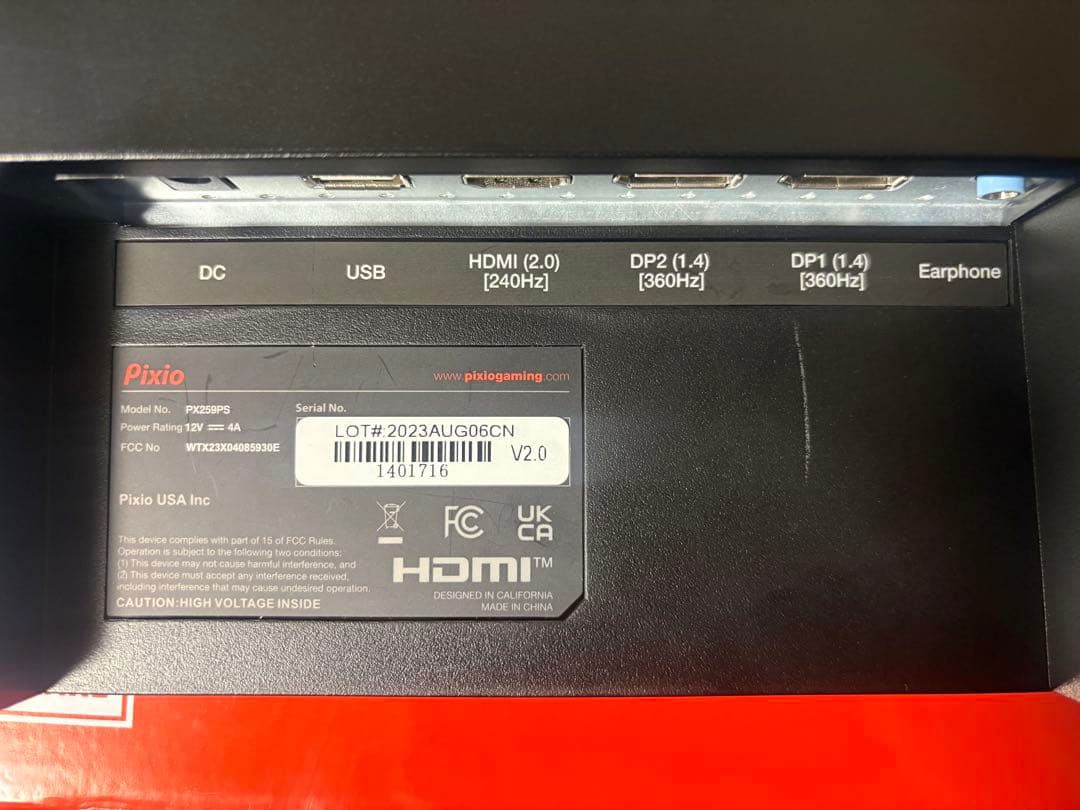 DC
USB
HDMI (2.0)
[240Hz]
DP2 (1.4)
[360Hz]
DP1 (1.4)
[360Hz]
Earphone
Pixio
www.pixiogaming.com
Model No. PX259PS
Power Rating 12V ⎓ 4A
FCC No WTX23X04085930E
Serial No.
LOT#:2023AUG06CN
V2.0
1401716
Pixio USA Inc
FC
UK
CA
This device complies with part of 15 of FCC Rules.
Operation is subject to the following two conditions:
(1) This device may not cause harmful interference, and
(2) This device must accept any interference received,
including interference that may cause undesired operation.
CAUTION:HIGH VOLTAGE INSIDE
HDMI™
DESIGNED IN CALIFORNIA
MADE IN CHINA